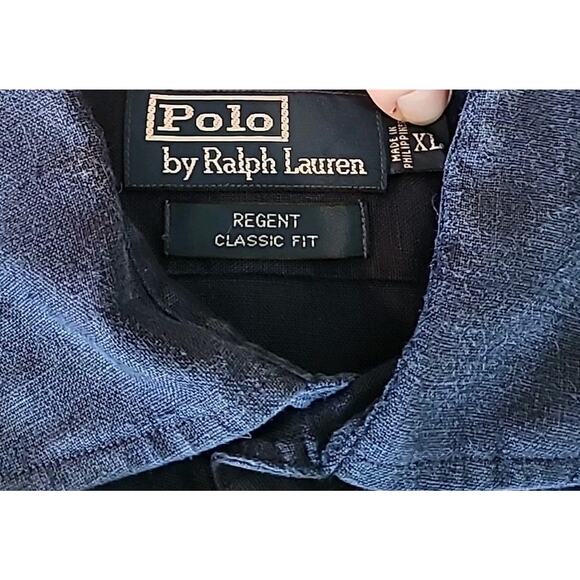 Polo
by Ralph Lauren
MADE IN
PHILIPPINES
XL
REGENT
CLASSIC FIT